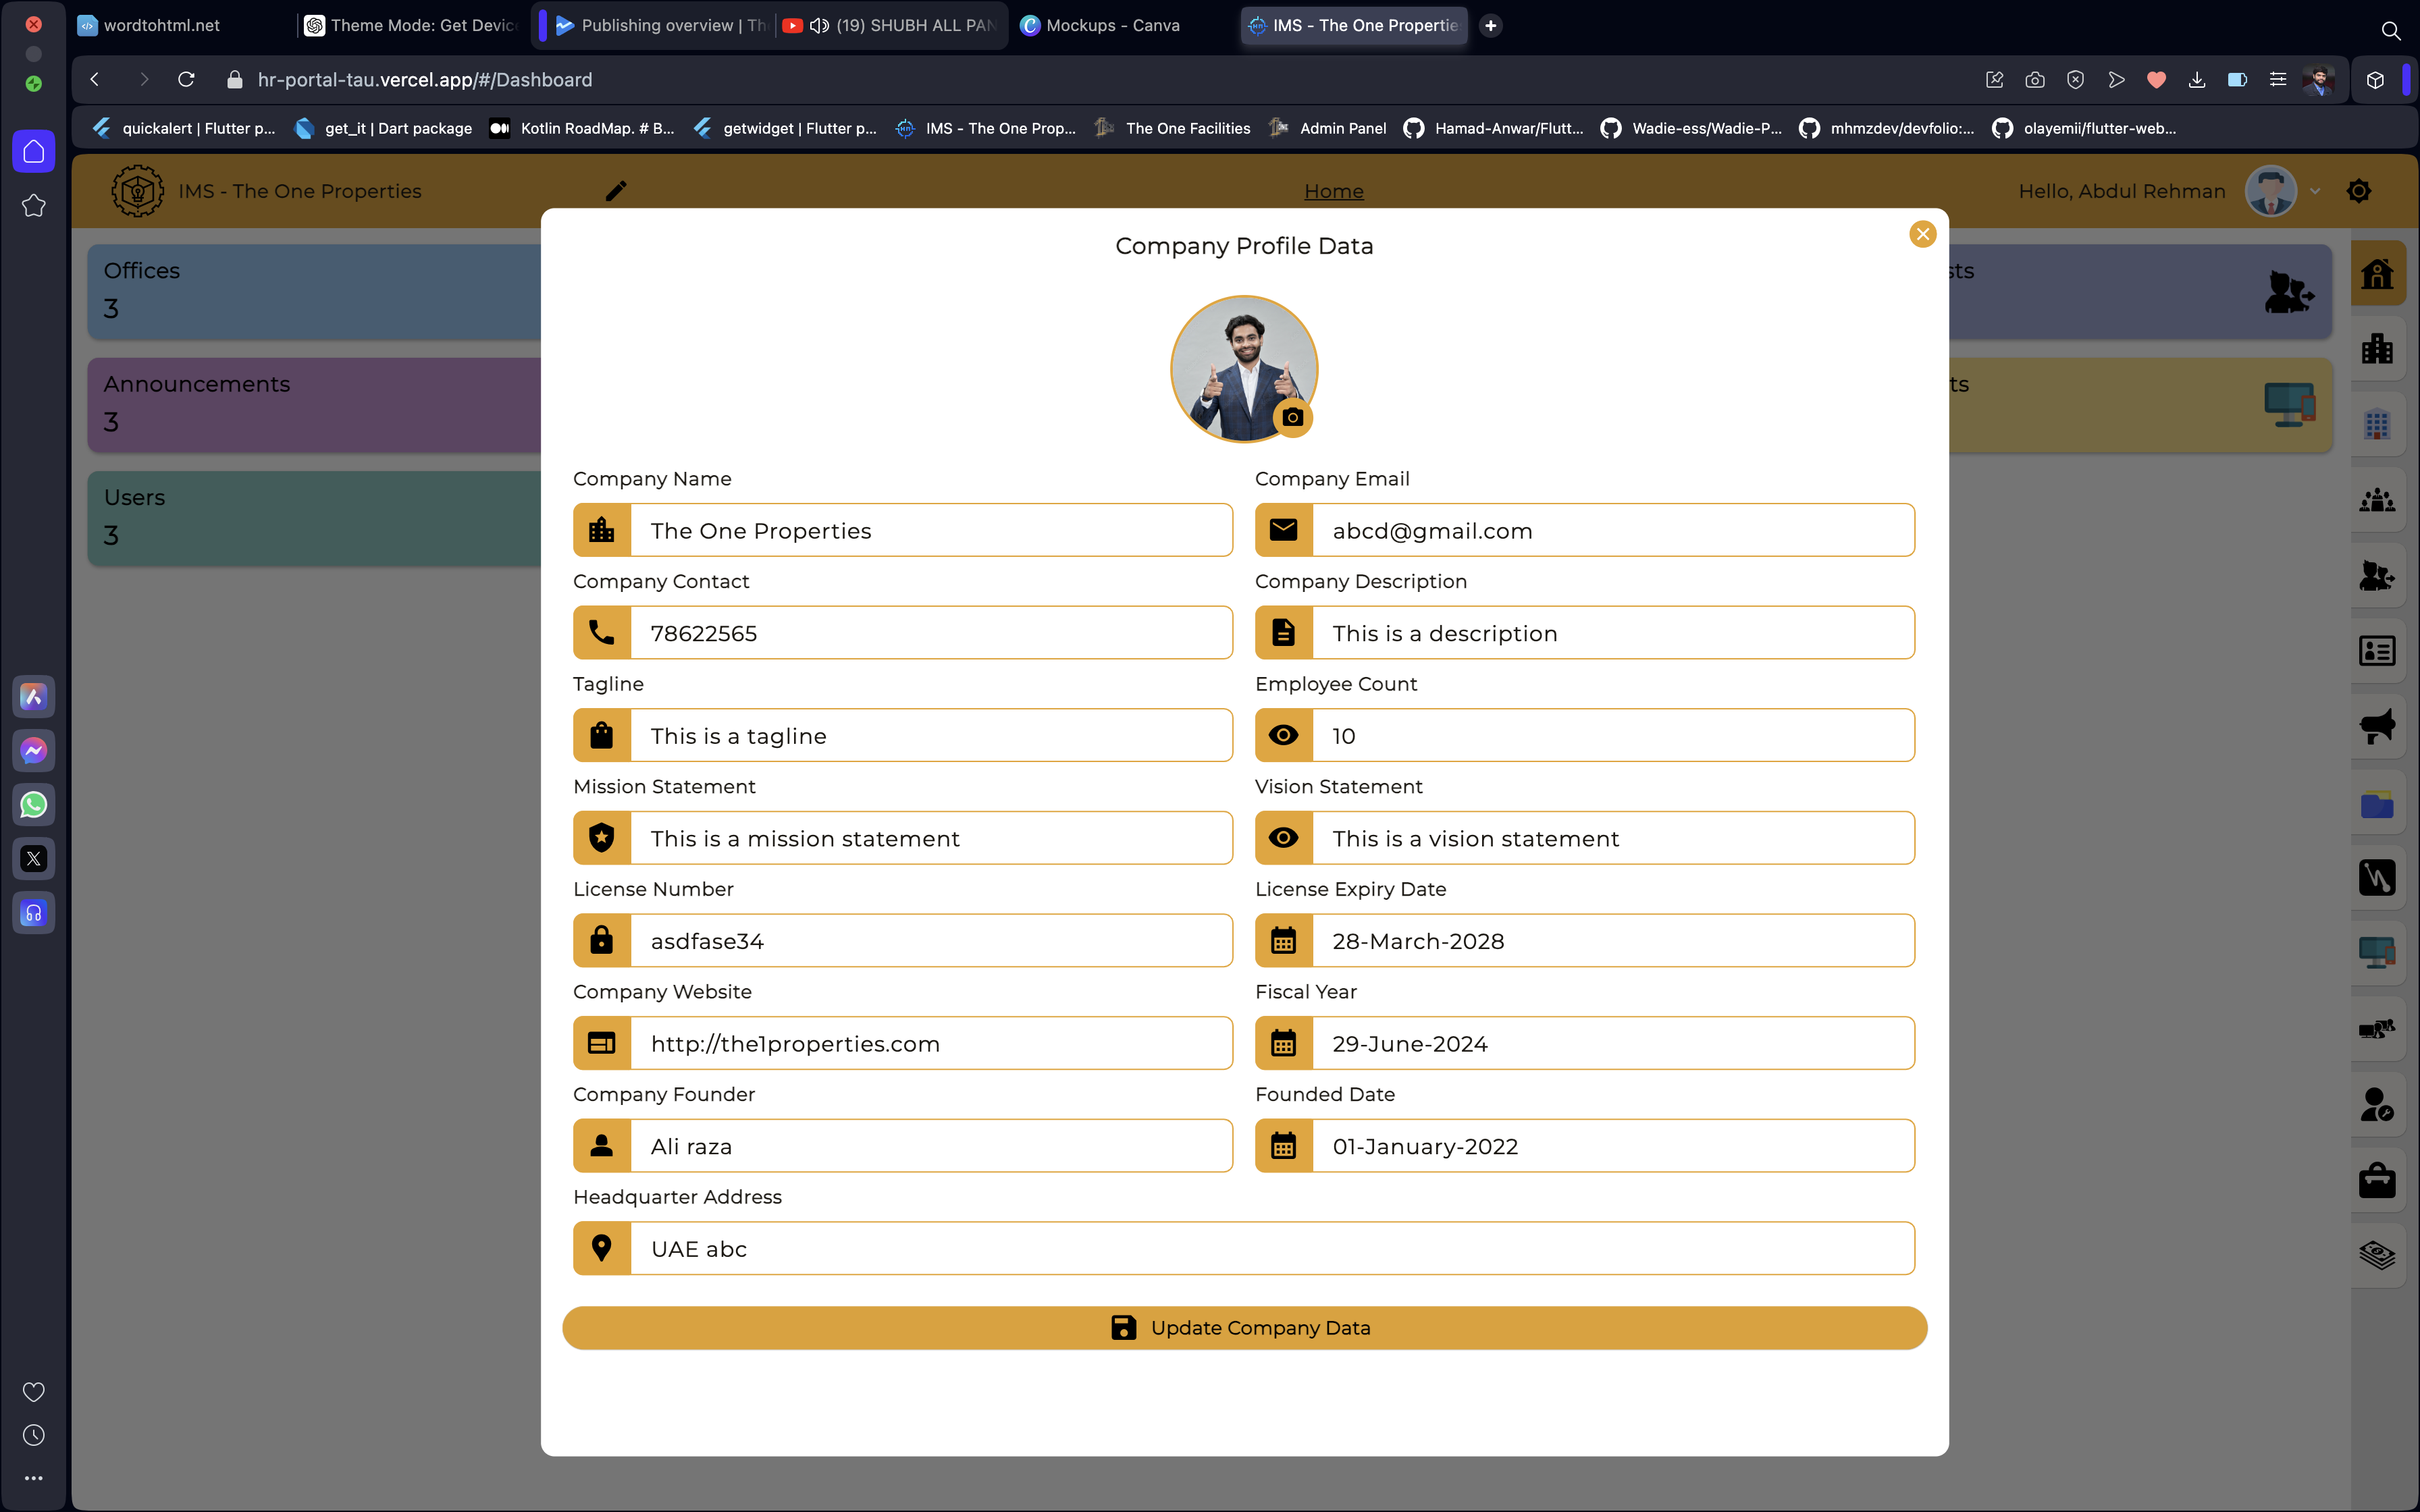 wordtohtml.net
Theme Mode: Get Devic
Publishing overview | Th
(19) SHUBH ALL PAN
Mockups - Canva
IMS - The One Propertie
hr-portal-tau.vercel.app/#/Dashboard
quickalert | Flutter p...
get_it | Dart package
Kotlin RoadMap. # B...
getwidget | Flutter p...
IMS - The One Prop...
The One Facilities
Admin Panel
Hamad-Anwar/Flutt...
Wadie-ess/Wadie-P...
mhmzdev/devfolio:...
olayemii/flutter-web...
IMS - The One Properties
Home
Hello, Abdul Rehman
Offices
3
Announcements
3
Users
3
sts
ts
Company Profile Data
Company Name
The One Properties
Company Email
abcd@gmail.com
Company Contact
78622565
Company Description
This is a description
Tagline
This is a tagline
Employee Count
10
Mission Statement
This is a mission statement
Vision Statement
This is a vision statement
License Number
asdfase34
License Expiry Date
28-March-2028
Company Website
http://the1properties.com
Fiscal Year
29-June-2024
Company Founder
Ali raza
Founded Date
01-January-2022
Headquarter Address
UAE abc
Update Company Data